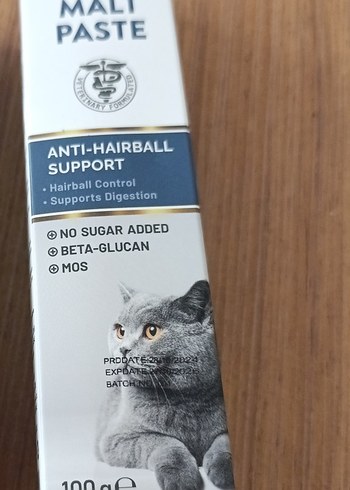 MALT
PASTE
VETERINARY FORMULATED
ANTI-HAIRBALL
SUPPORT
• Hairball Control
• Supports Digestion
NO SUGAR ADDED
BETA-GLUCAN
MOS
PRDDATE
EXPDATE
BATCH NO
100 g ℮